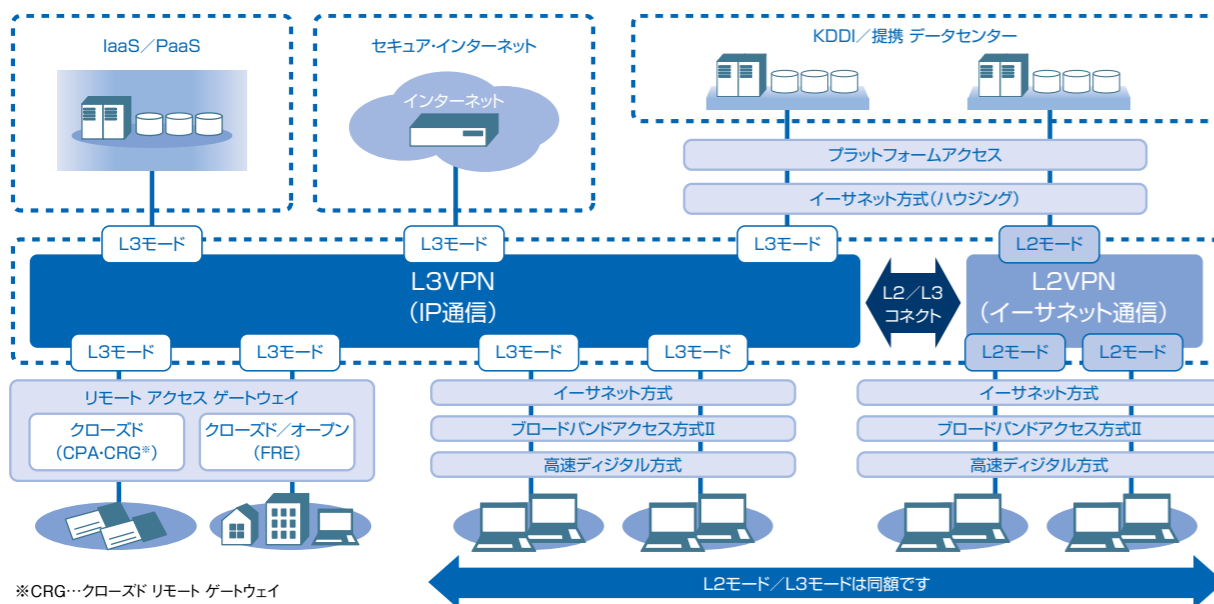 IaaS／PaaS
セキュア・インターネット
KDDI／提携 データセンター
インターネット
プラットフォームアクセス
イーサネット方式（ハウジング）
L3モード
L3モード
L3モード
L2モード
L3VPN
（IP通信）
L2／L3
コネクト
L2VPN
（イーサネット通信）
L3モード
L3モード
L3モード
L3モード
L2モード
L2モード
リモート アクセス ゲートウェイ
クローズド
（CPA・CRG※）
クローズド／オープン
（FRE）
イーサネット方式
ブロードバンドアクセス方式Ⅱ
高速ディジタル方式
イーサネット方式
ブロードバンドアクセス方式Ⅱ
高速ディジタル方式
L2モード／L3モードは同額です
※CRG…クローズド リモート ゲートウェイ